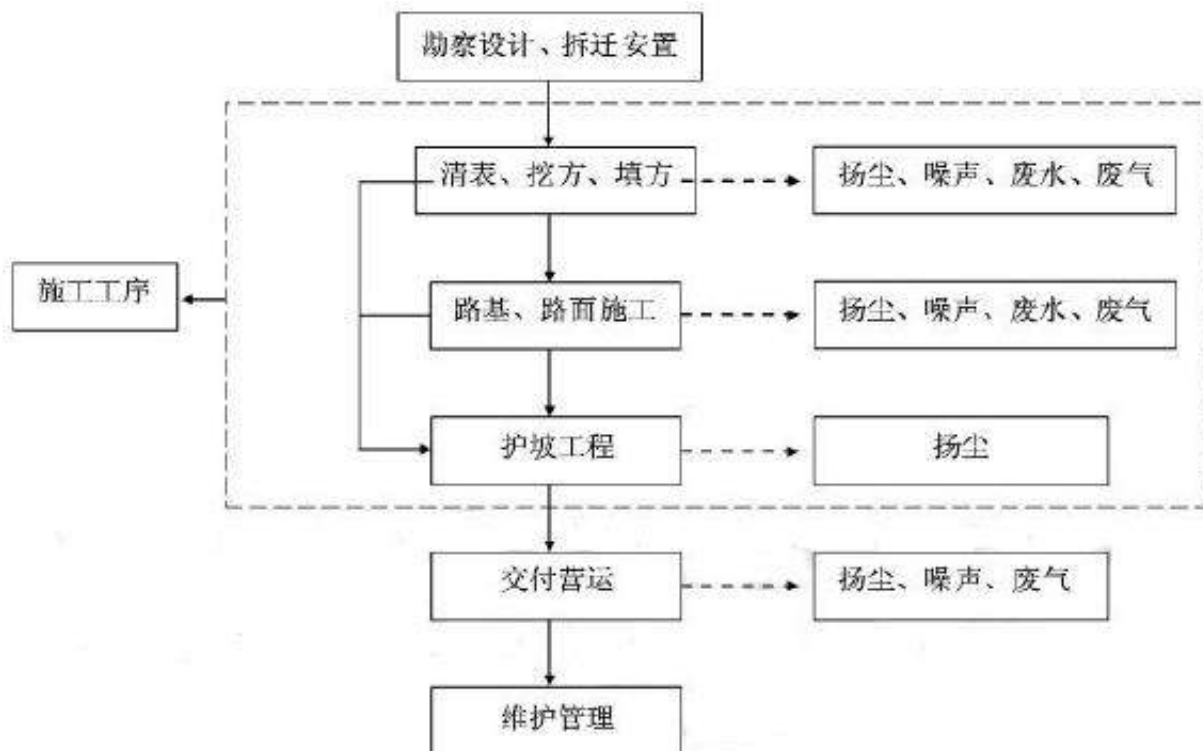 勘察设计、拆迁安置
清表、挖方、填方
扬尘、噪声、废水、废气
施工工序
路基、路面施工
扬尘、噪声、废水、废气
护坡工程
扬尘
交付营运
扬尘、噪声、废气
维护管理